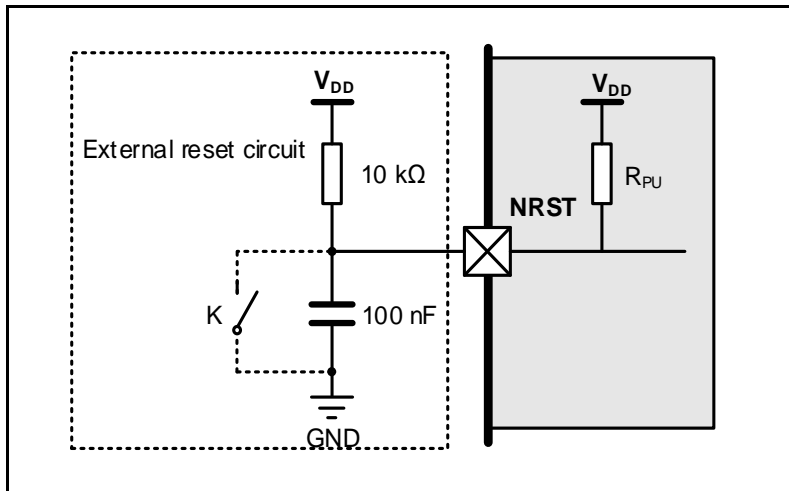 V_DD
V_DD
External reset circuit
10 kΩ
R_PU
NRST
K
100 nF
GND